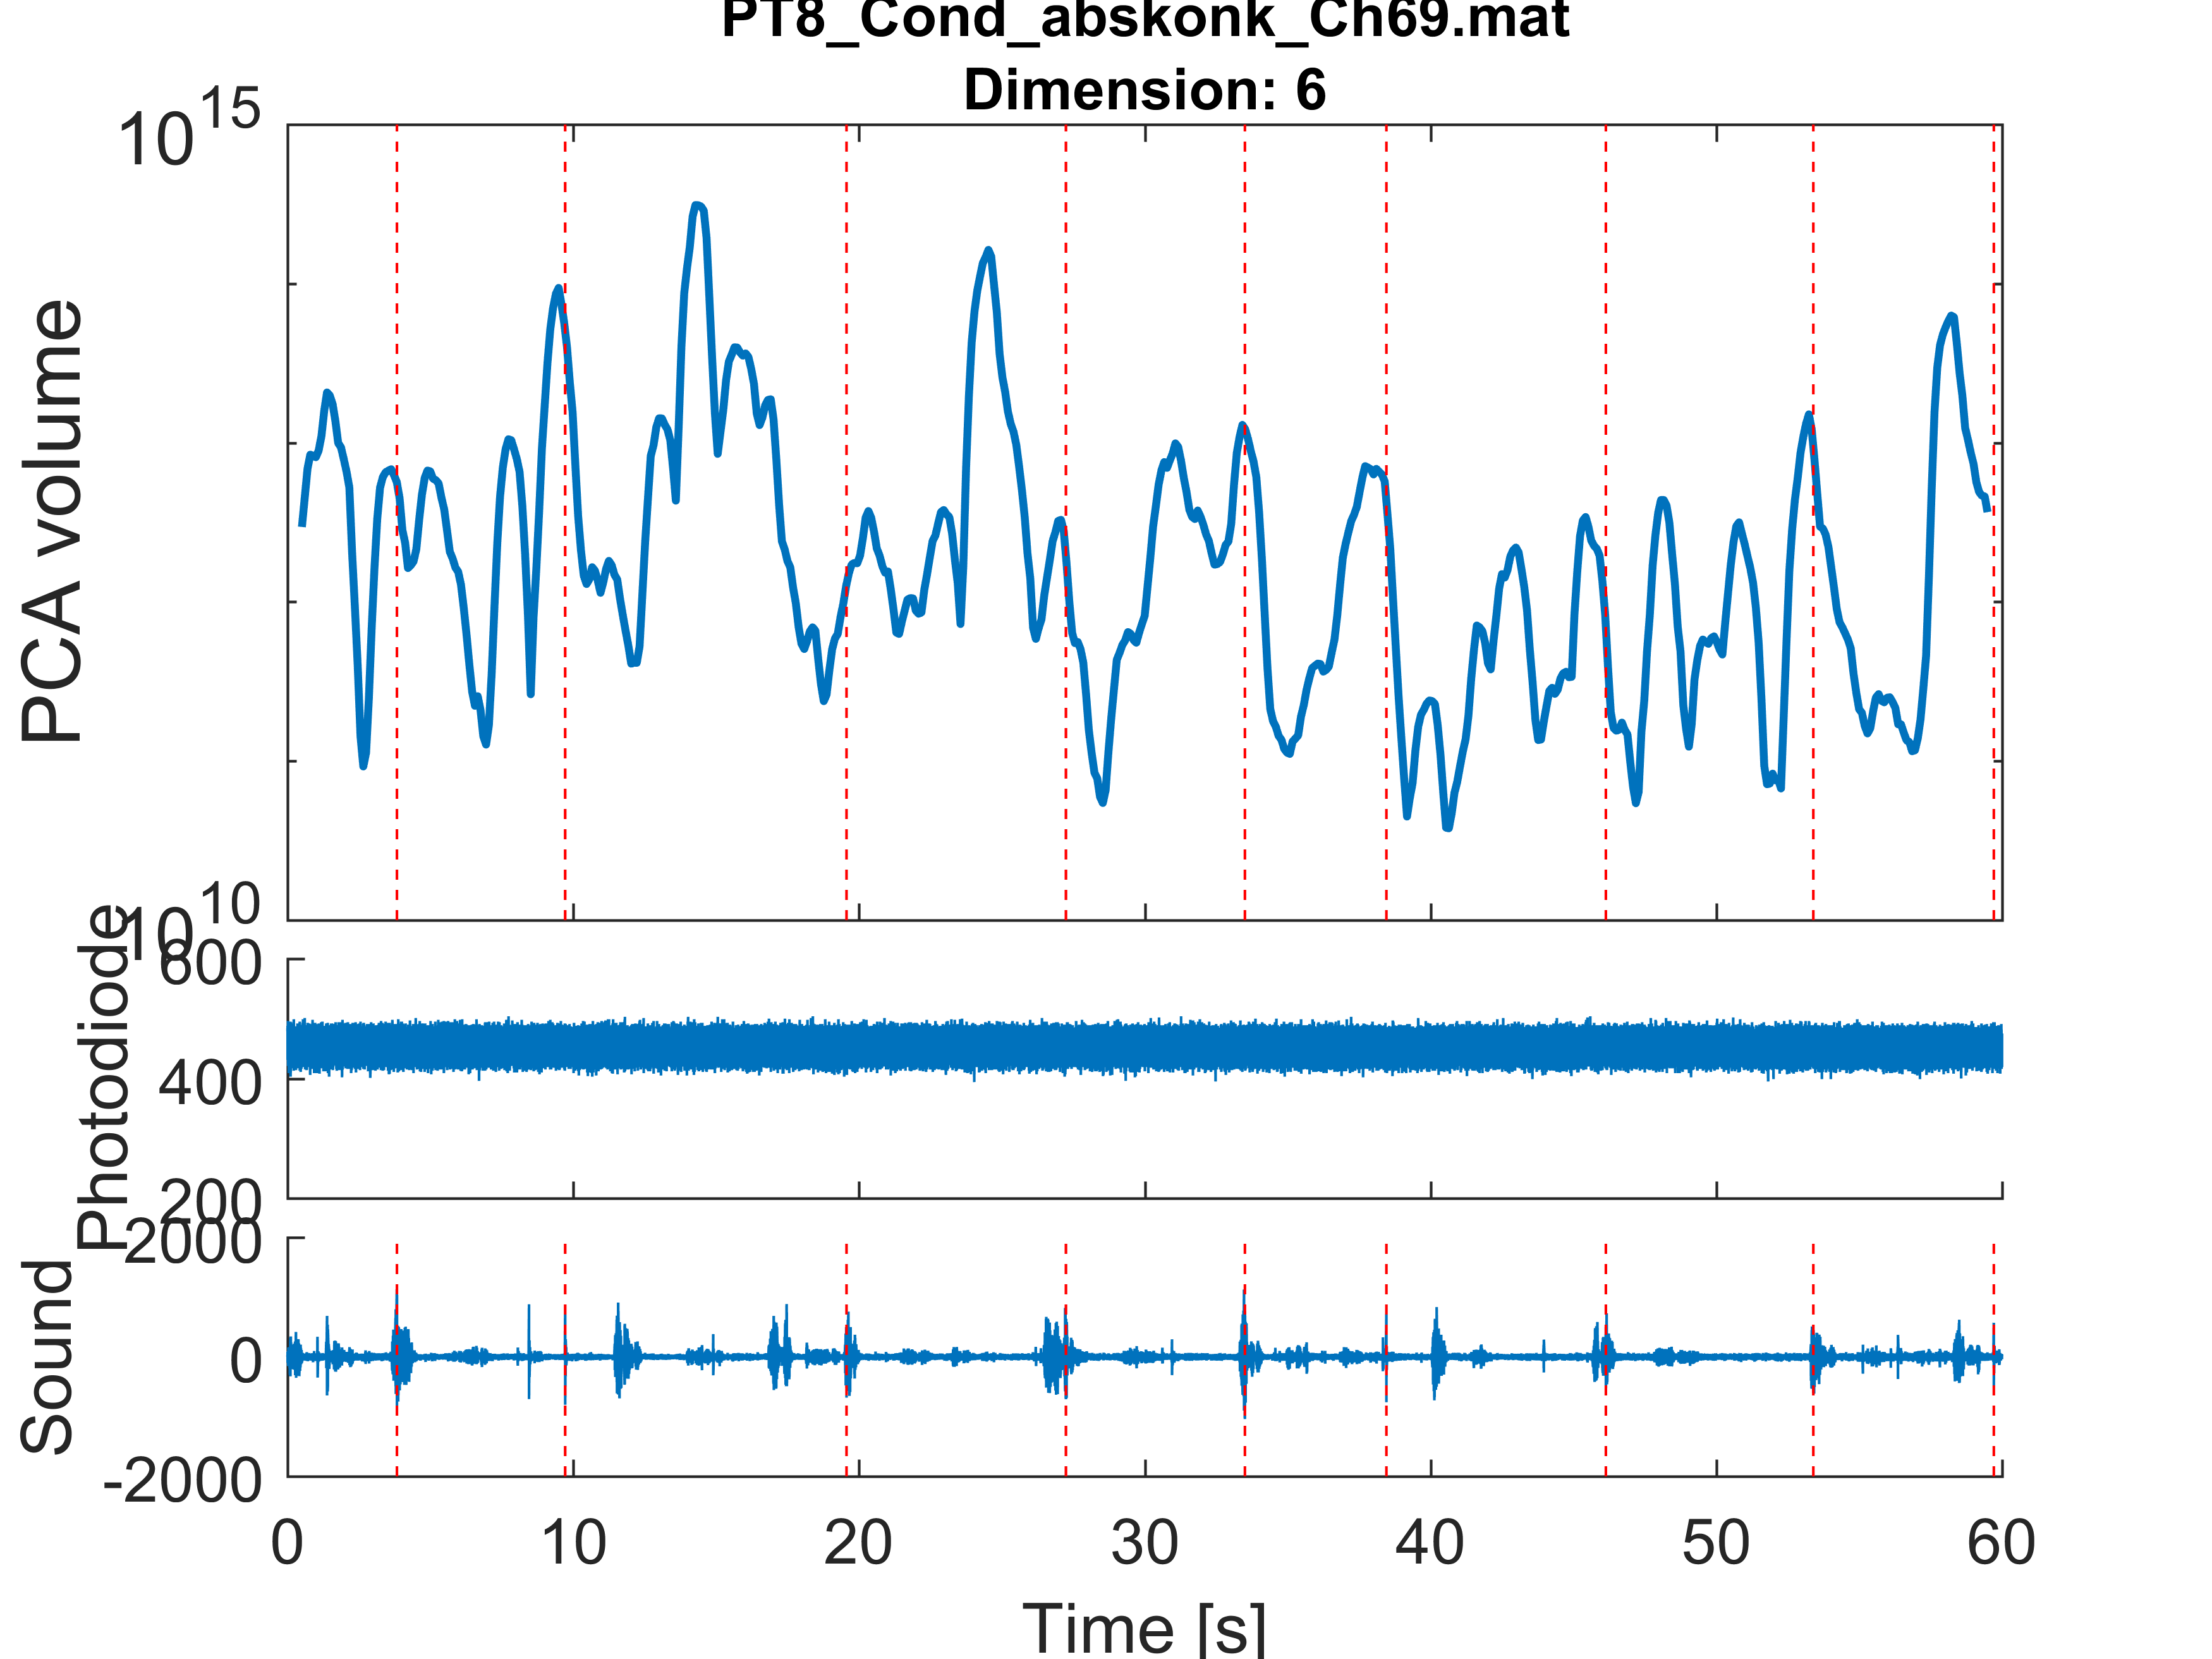 PT8_Cond_abskonk_Ch69.mat
Dimension: 6
10^15
PCA volume
10^10
600
Photodiode
400
200
2000
Sound
0
-2000
0 10 20 30 40 50 60
Time [s]